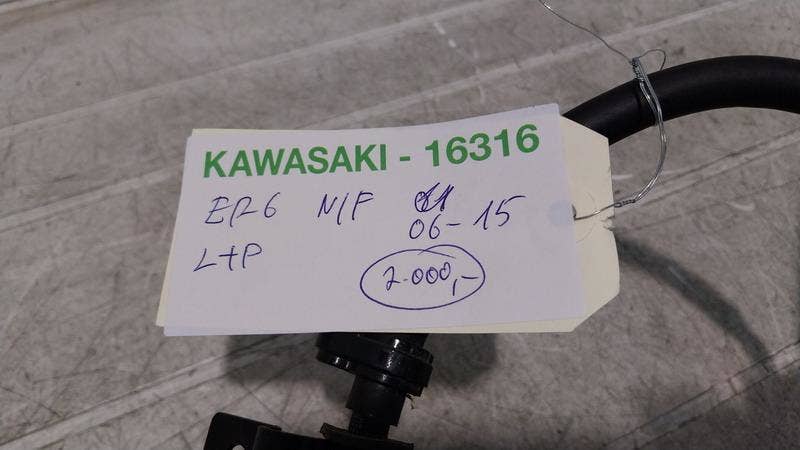 KAWASAKI - 16316
ER6 N/F
06-15
L+P
2.000,-